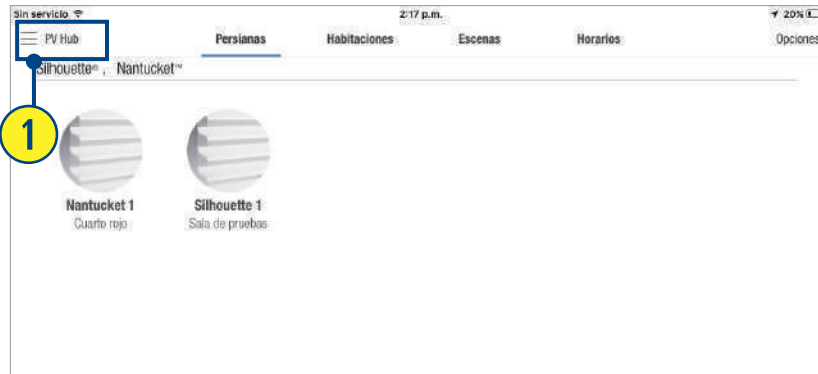 Sin servicio 2:17 p.m. 20%
PV Hub Persianas Habitaciones Escenas Horarios Opciones
Silhouette®, Nantucket™
1
Nantucket 1 Silhouette 1
Cuarto rojo Sala de pruebas